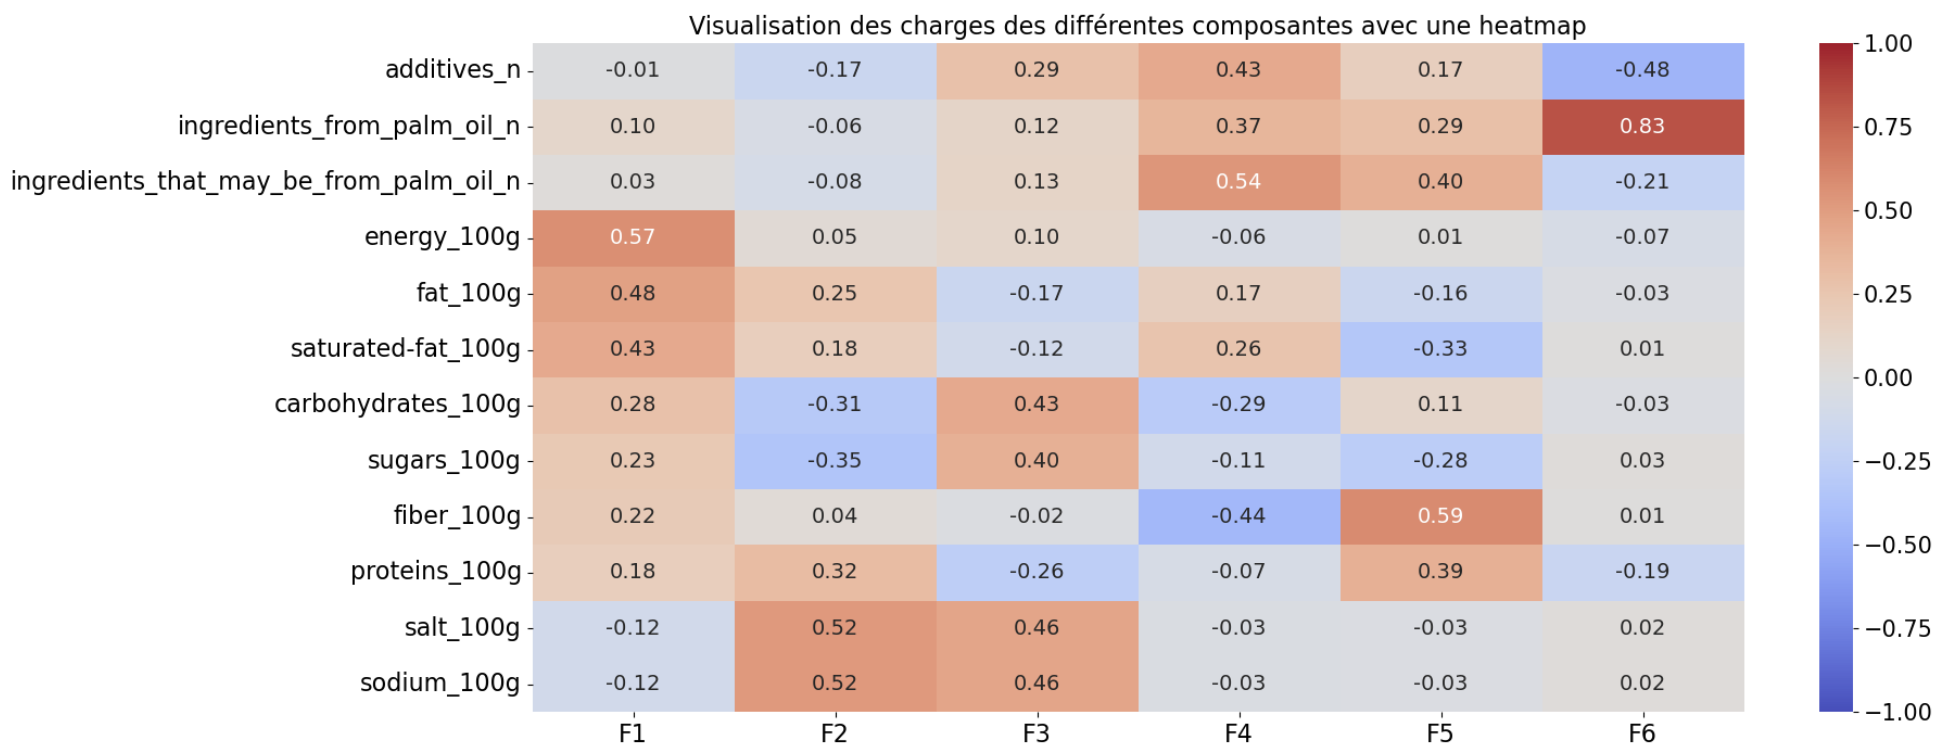 Visualisation des charges des différentes composantes avec une heatmap
additives_n -0.01 -0.17 0.29 0.43 0.17 -0.48
ingredients_from_palm_oil_n 0.10 -0.06 0.12 0.37 0.29 0.83
ingredients_that_may_be_from_palm_oil_n 0.03 -0.08 0.13 0.54 0.40 -0.21
energy_100g 0.57 0.05 0.10 -0.06 0.01 -0.07
fat_100g 0.48 0.25 -0.17 0.17 -0.16 -0.03
saturated-fat_100g 0.43 0.18 -0.12 0.26 -0.33 0.01
carbohydrates_100g 0.28 -0.31 0.43 -0.29 0.11 -0.03
sugars_100g 0.23 -0.35 0.40 -0.11 -0.28 0.03
fiber_100g 0.22 0.04 -0.02 -0.44 0.59 0.01
proteins_100g 0.18 0.32 -0.26 -0.07 0.39 -0.19
salt_100g -0.12 0.52 0.46 -0.03 -0.03 0.02
sodium_100g -0.12 0.52 0.46 -0.03 -0.03 0.02
F1 F2 F3 F4 F5 F6
1.00
0.75
0.50
0.25
0.00
−0.25
−0.50
−0.75
−1.00